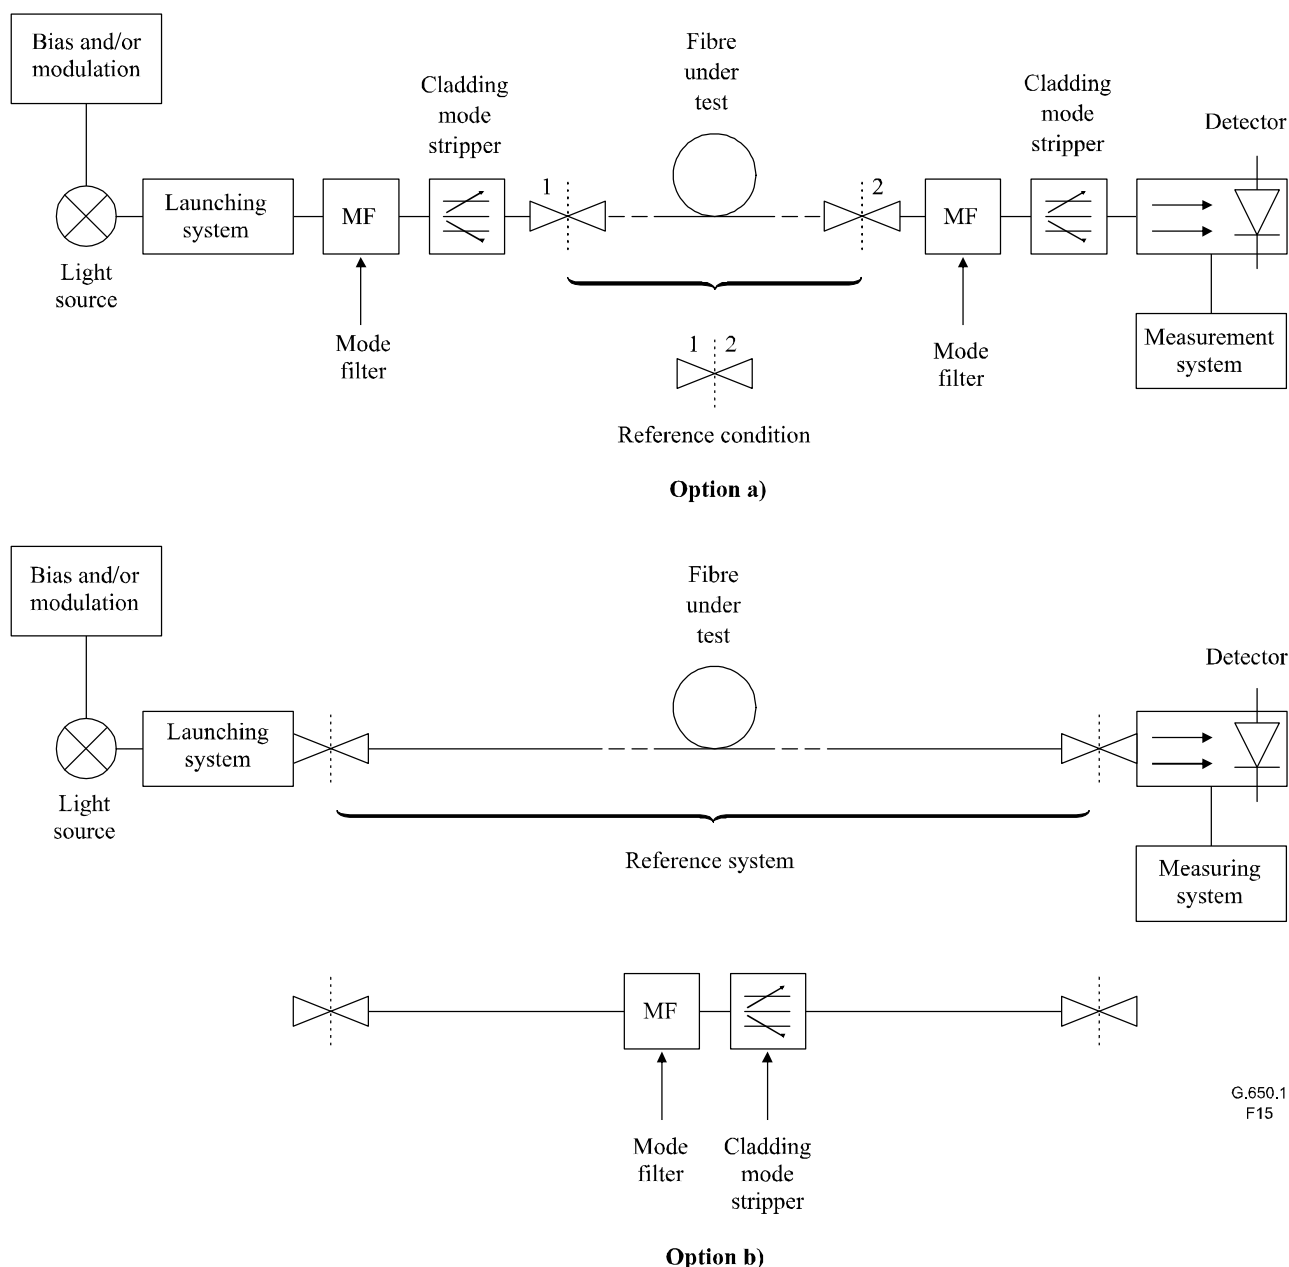 Bias and/or
modulation
Fibre
under
test
Cladding
mode
stripper
Cladding
mode
stripper
Detector
1
2
Launching
system
MF
MF
Light
source
Mode
filter
1 2
Mode
filter
Measurement
system
Reference condition
Option a)
Bias and/or
modulation
Fibre
under
test
Detector
Launching
system
Light
source
Reference system
Measuring
system
MF
G.650.1
F15
Mode
filter
Cladding
mode
stripper
Option b)